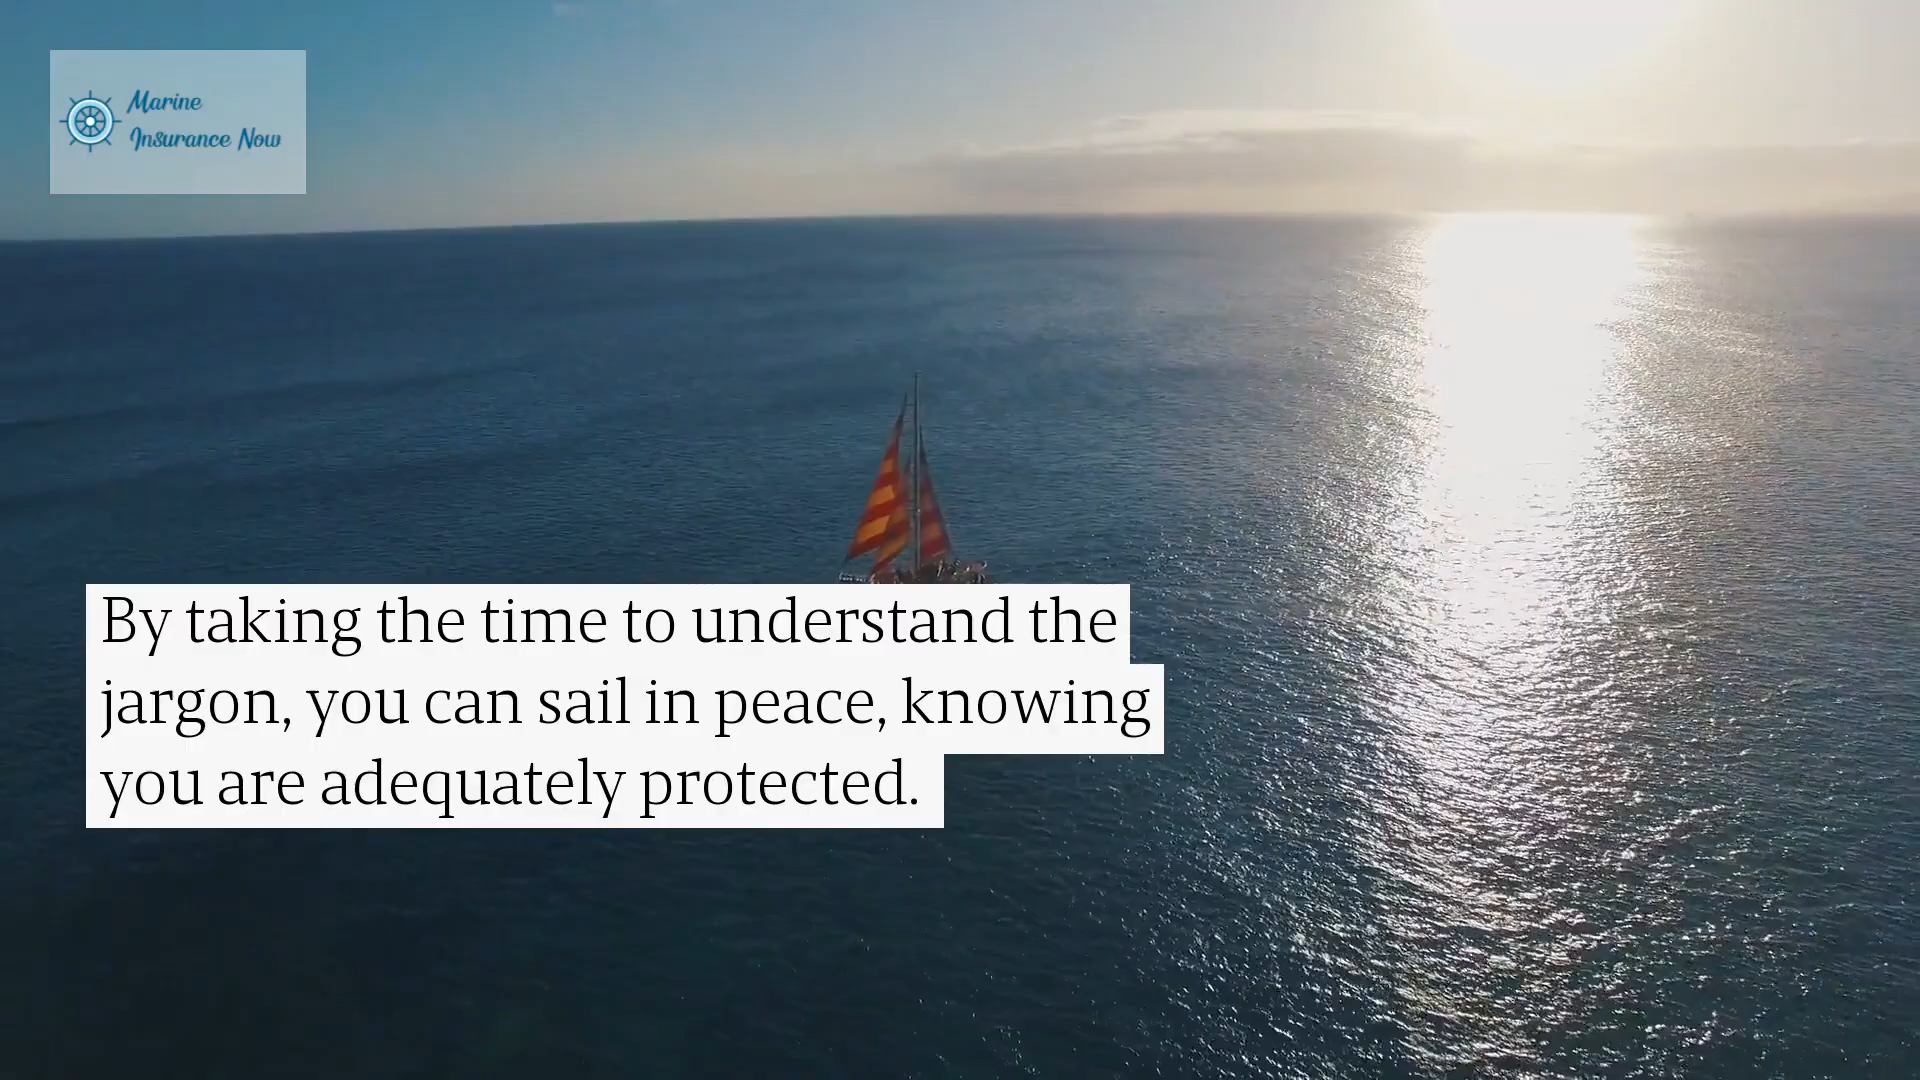 Marine
Insurance Now
By taking the time to understand the
jargon, you can sail in peace, knowing
you are adequately protected.